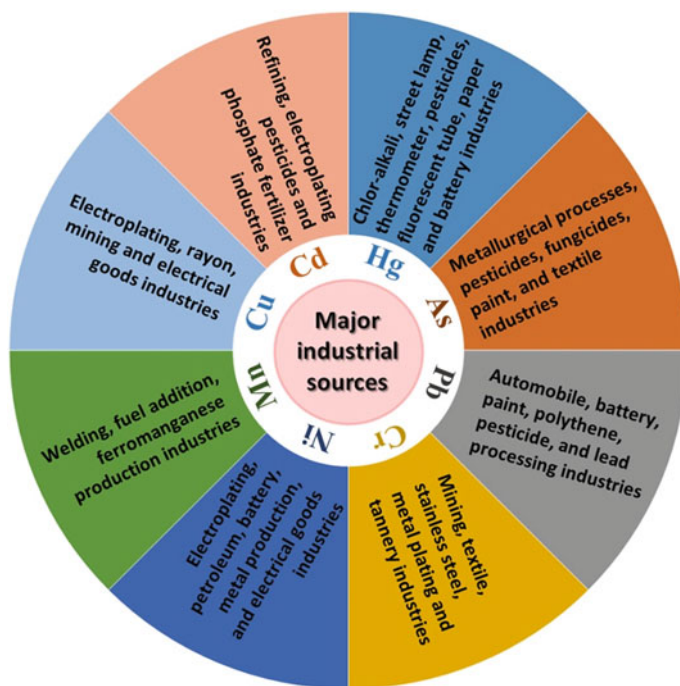 Major
industrial
sources
Hg
Chlor-alkali, street lamp,
thermometer, pesticides,
fluorescent tube, paper
and battery industries
As
Metallurgical processes,
pesticides, fungicides,
paint, and textile
industries
Pb
Automobile, battery,
paint, polythene,
pesticide, and lead
processing industries
Cr
Mining, textile,
stainless steel,
metal plating and
tannery industries
Ni
Electroplating,
petroleum, battery,
metal production,
and electrical goods
industries
Mn
Welding, fuel addition,
ferromanganese
production industries
Cu
Electroplating, rayon,
mining and electrical
goods industries
Cd
Refining, electroplating
pesticides and
phosphate fertilizer
industries